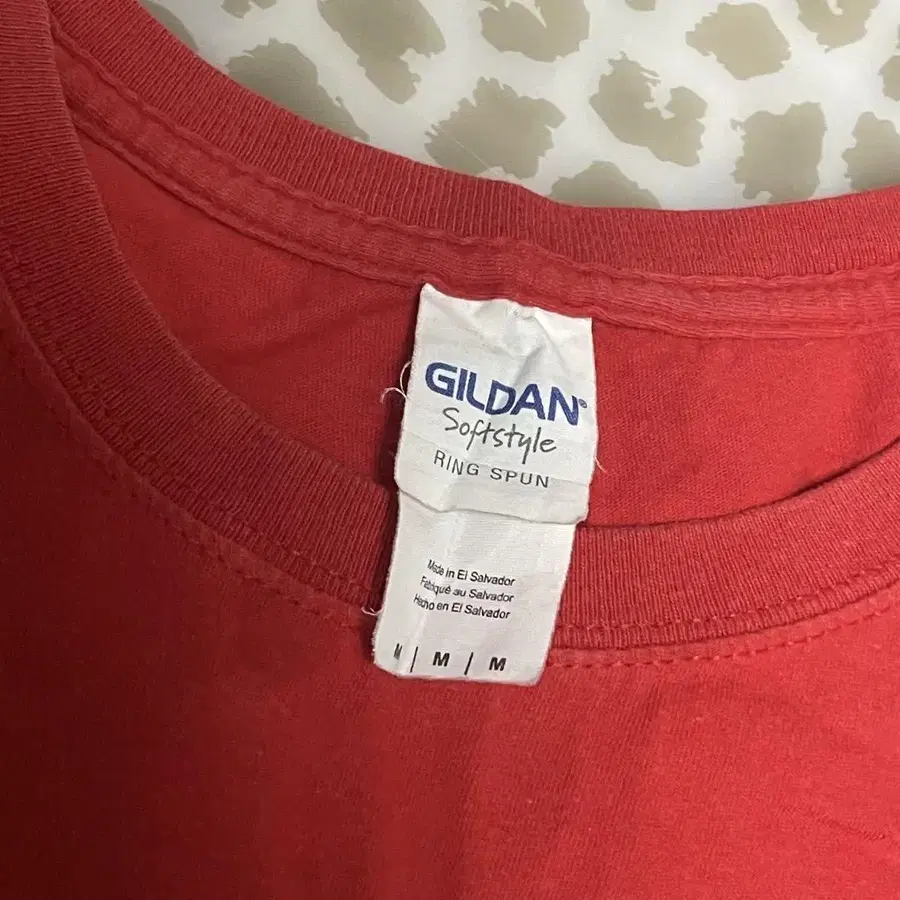 GILDAN®
Softstyle
RING SPUN
Made in El Salvador
Fabriqué au Salvador
Hecho en El Salvador
M | M | M